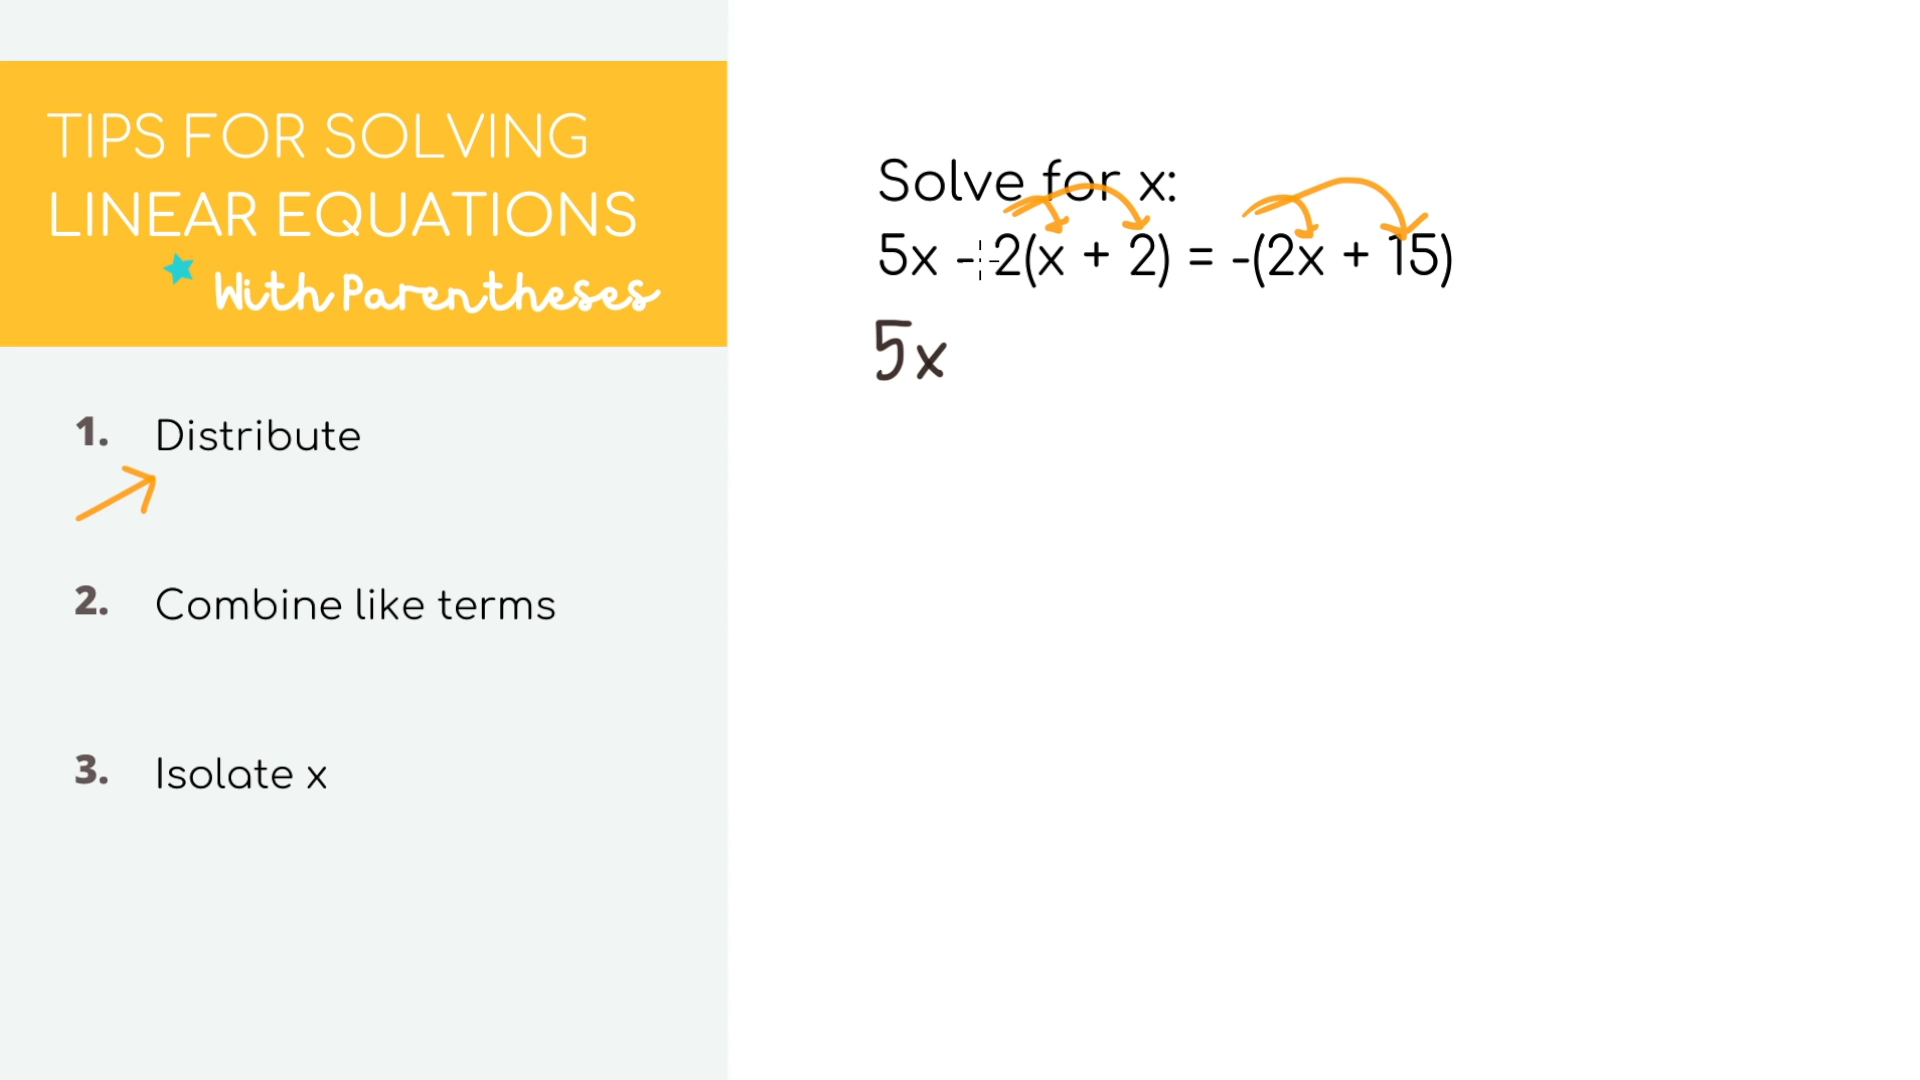 TIPS FOR SOLVING
LINEAR EQUATIONS
With Parentheses
1. Distribute
2. Combine like terms
3. Isolate x
Solve for x:
5x - 2(x + 2) = -(2x + 15)
5x